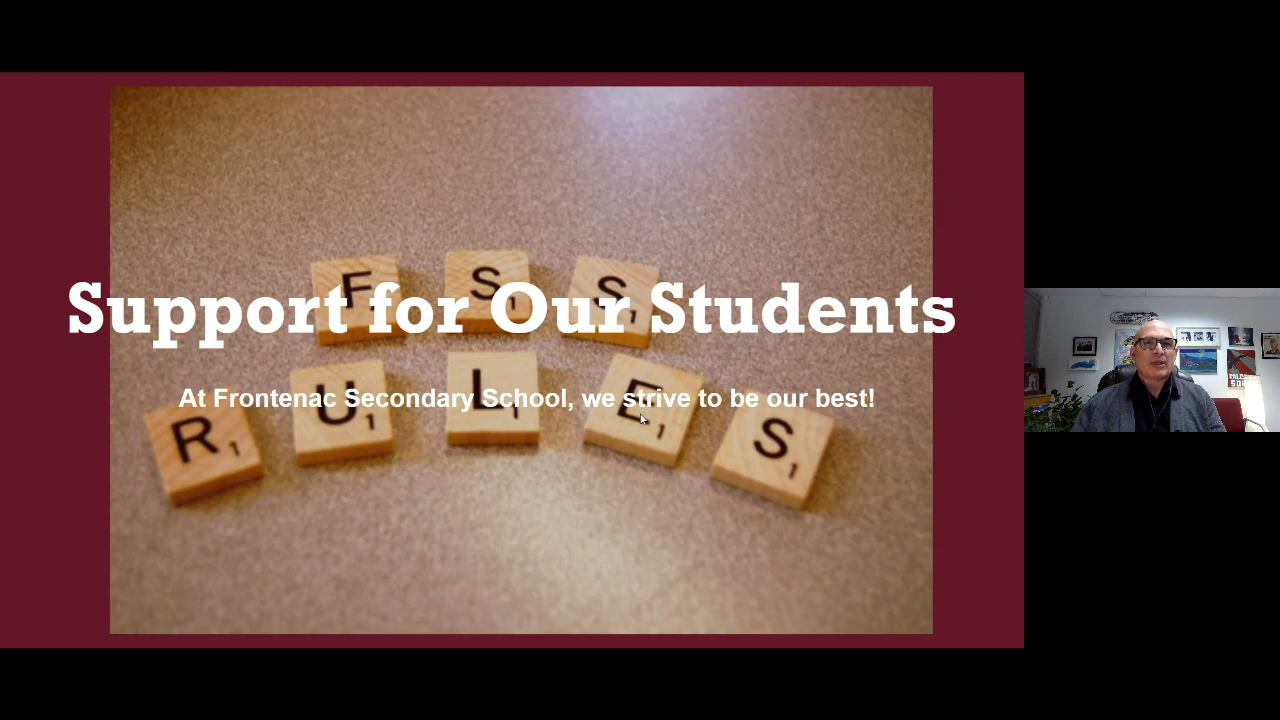 Support for Our Students
At Frontenac Secondary School, we strive to be our best!
F S S
R U L E S